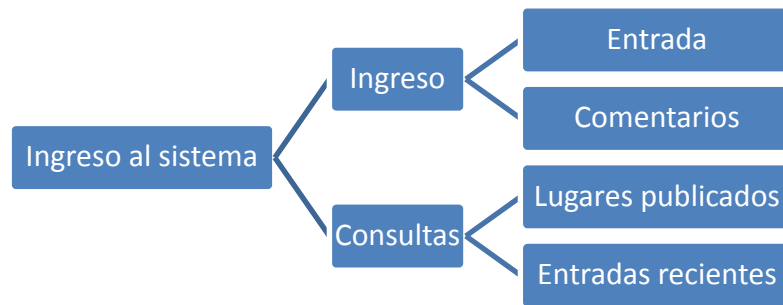 Ingreso al sistema
Ingreso
Entrada
Comentarios
Consultas
Lugares publicados
Entradas recientes